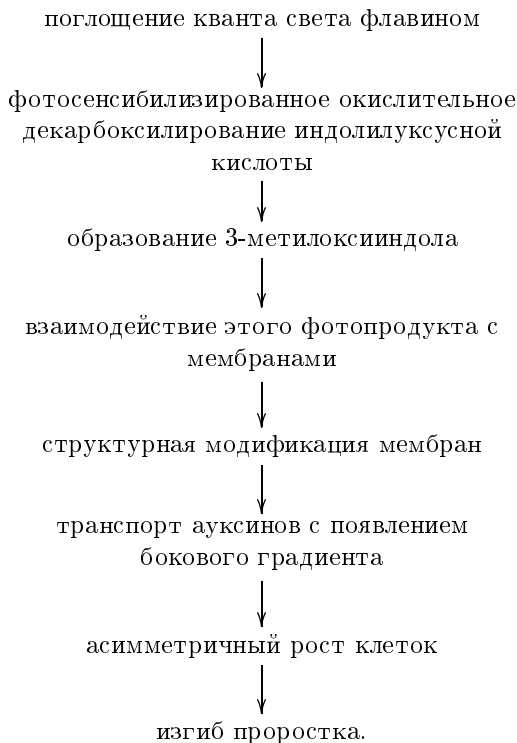 поглощение кванта света флавином
фотосенсибилизированное окислительное
декарбоксилирование индолилуксусной
кислоты
образование 3-метилоксииндола
взаимодействие этого фотопродукта с
мембранами
структурная модификация мембран
транспорт ауксинов с появлением
бокового градиента
асимметричный рост клеток
изгиб проростка.